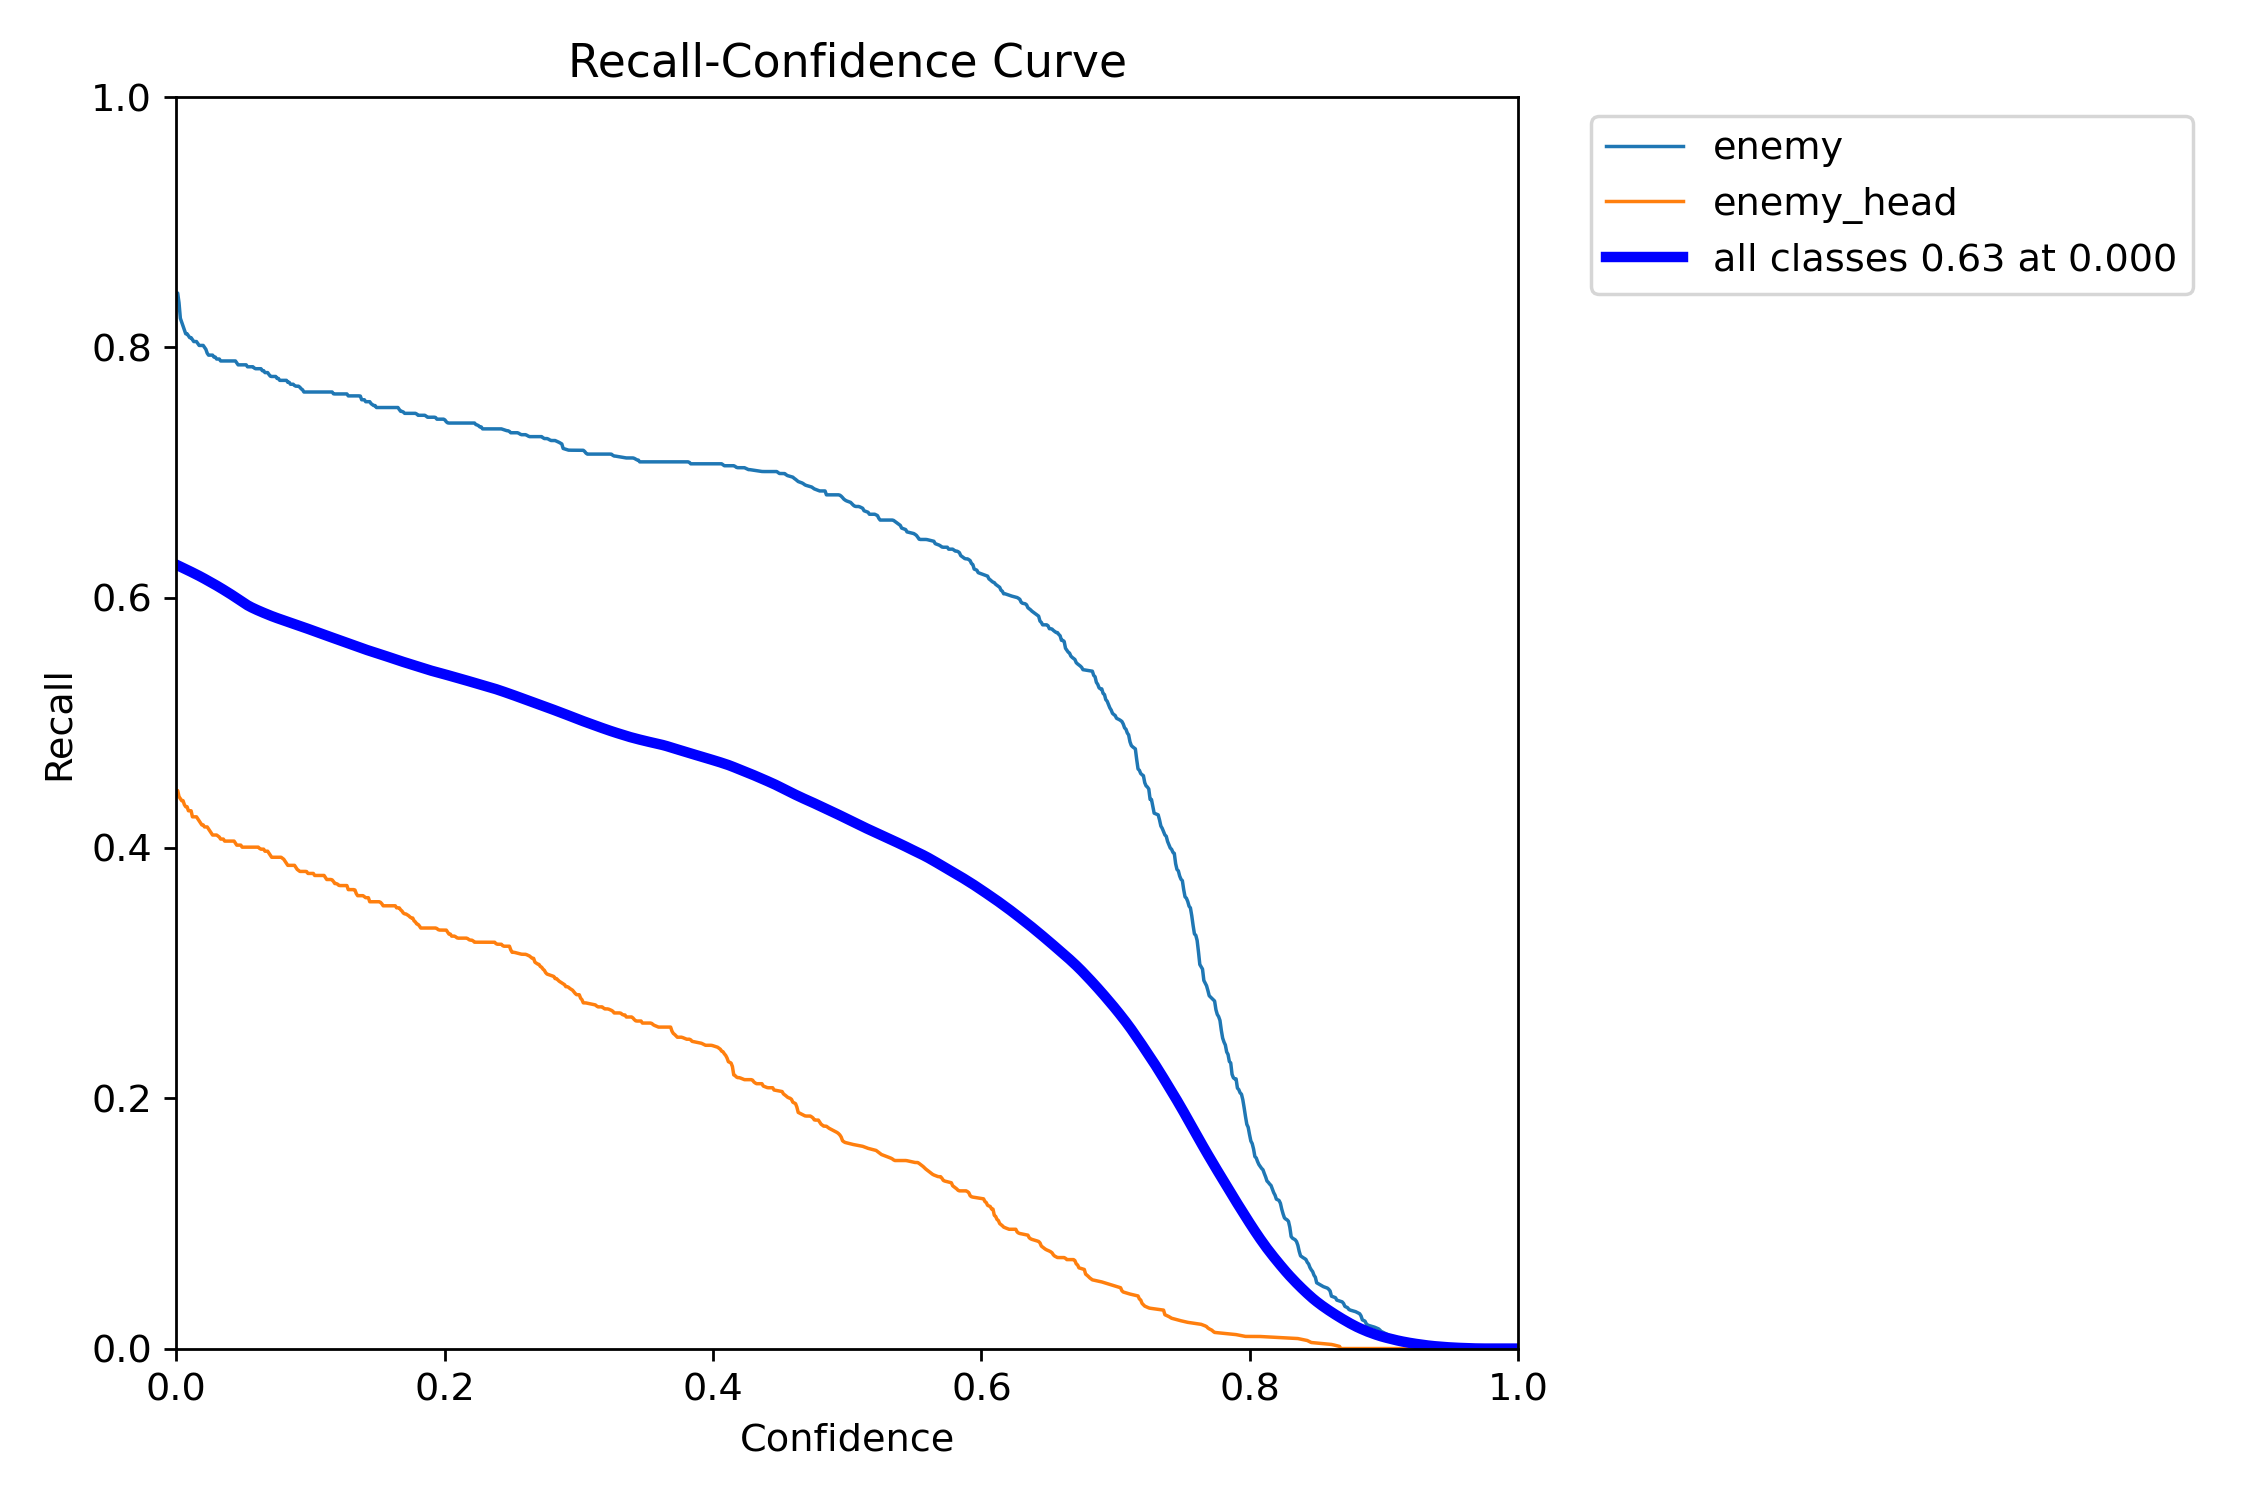 Recall-Confidence Curve
1.0
0.8
0.6
0.4
0.2
0.0
Recall
0.0 0.2 0.4 0.6 0.8 1.0
Confidence
enemy
enemy_head
all classes 0.63 at 0.000